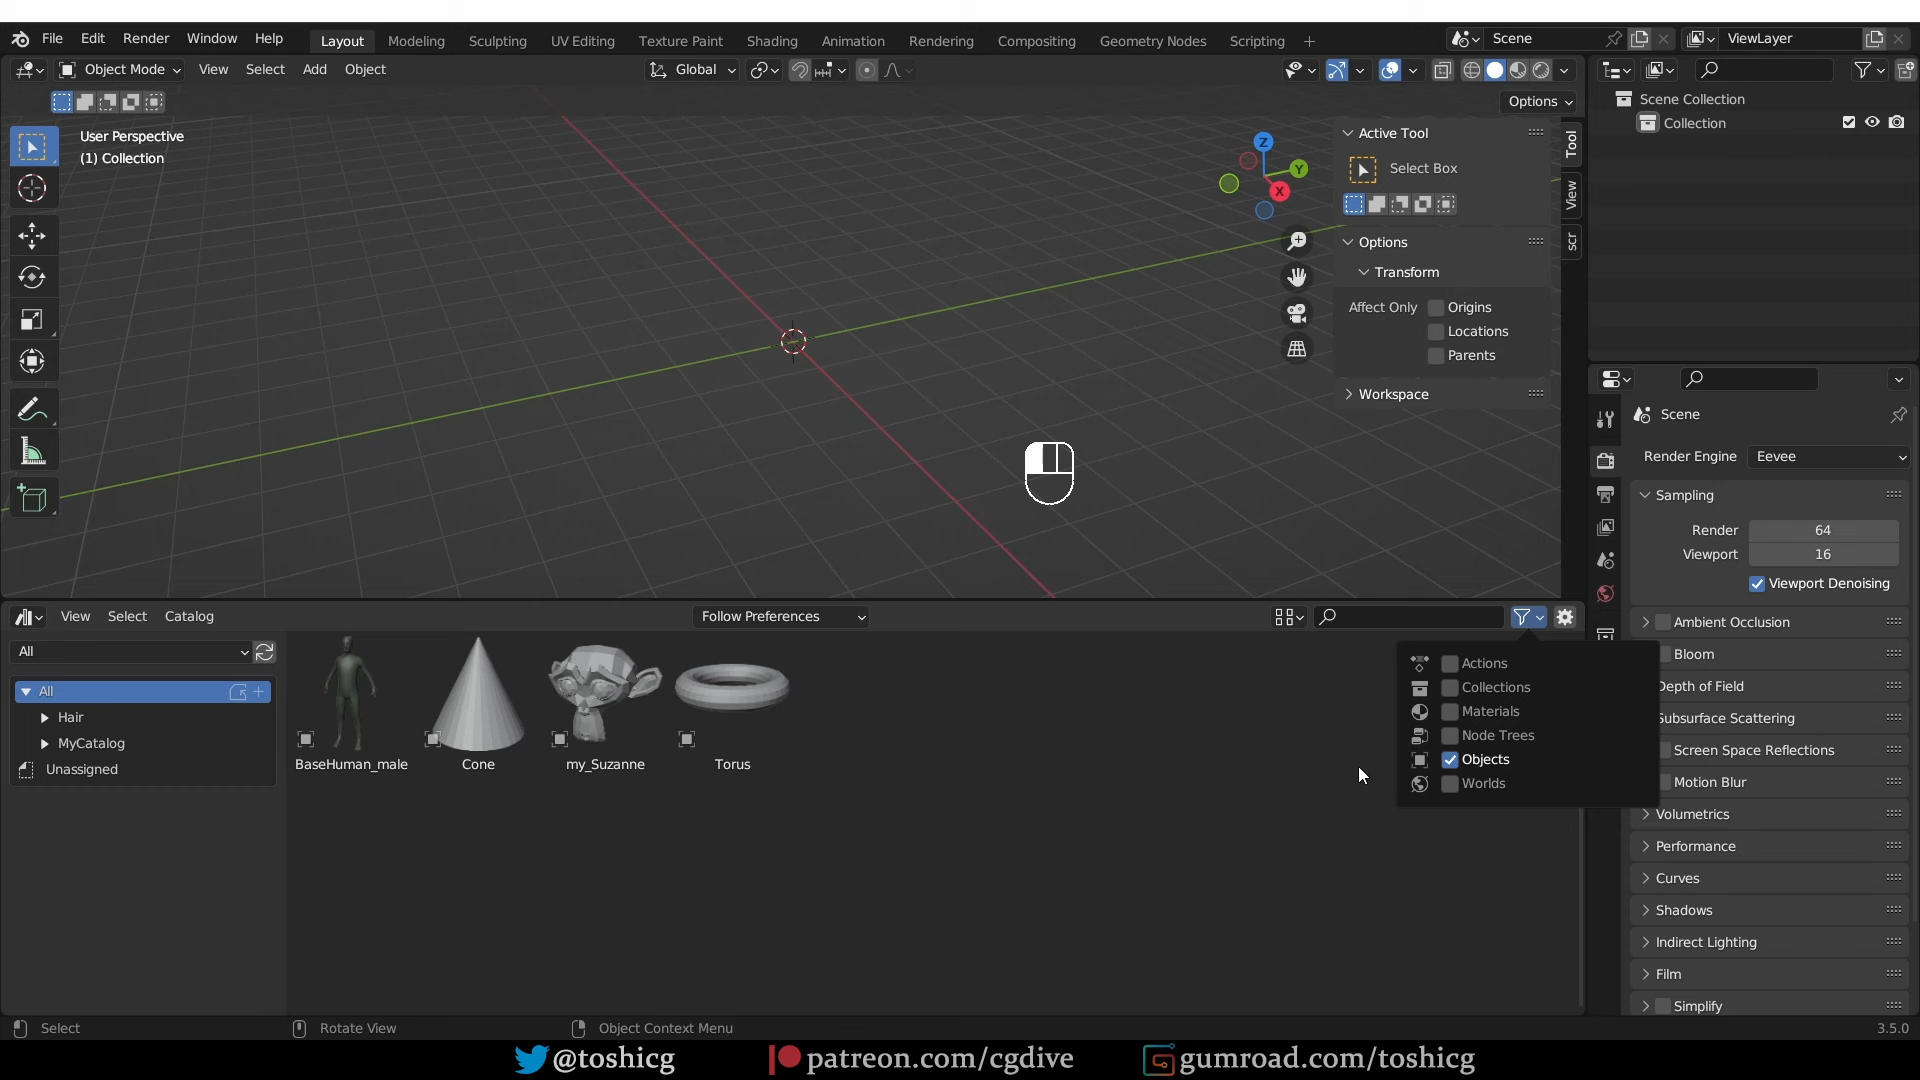 File Edit Render Window Help Layout Modeling Sculpting UV Editing Texture Paint Shading Animation Rendering Compositing Geometry Nodes Scripting + Scene ViewLayer
Object Mode View Select Add Object Global
Options
User Perspective
(1) Collection
Z
Y
X
Active Tool
Select Box
Options
Transform
Affect Only Origins
Locations
Parents
Workspace
Tool
View
scr
Scene Collection
Collection
Scene
Render Engine Eevee
Sampling
Render 64
Viewport 16
Viewport Denoising
Ambient Occlusion
Bloom
Depth of Field
Subsurface Scattering
Screen Space Reflections
Motion Blur
Volumetrics
Performance
Curves
Shadows
Indirect Lighting
Film
Simplify
View Select Catalog Follow Preferences
All
All
Hair
MyCatalog
Unassigned
BaseHuman_male Cone my_Suzanne Torus
Actions
Collections
Materials
Node Trees
Objects
Worlds
Select Rotate View Object Context Menu 3.5.0
@toshicg patreon.com/cgdive gumroad.com/toshicg